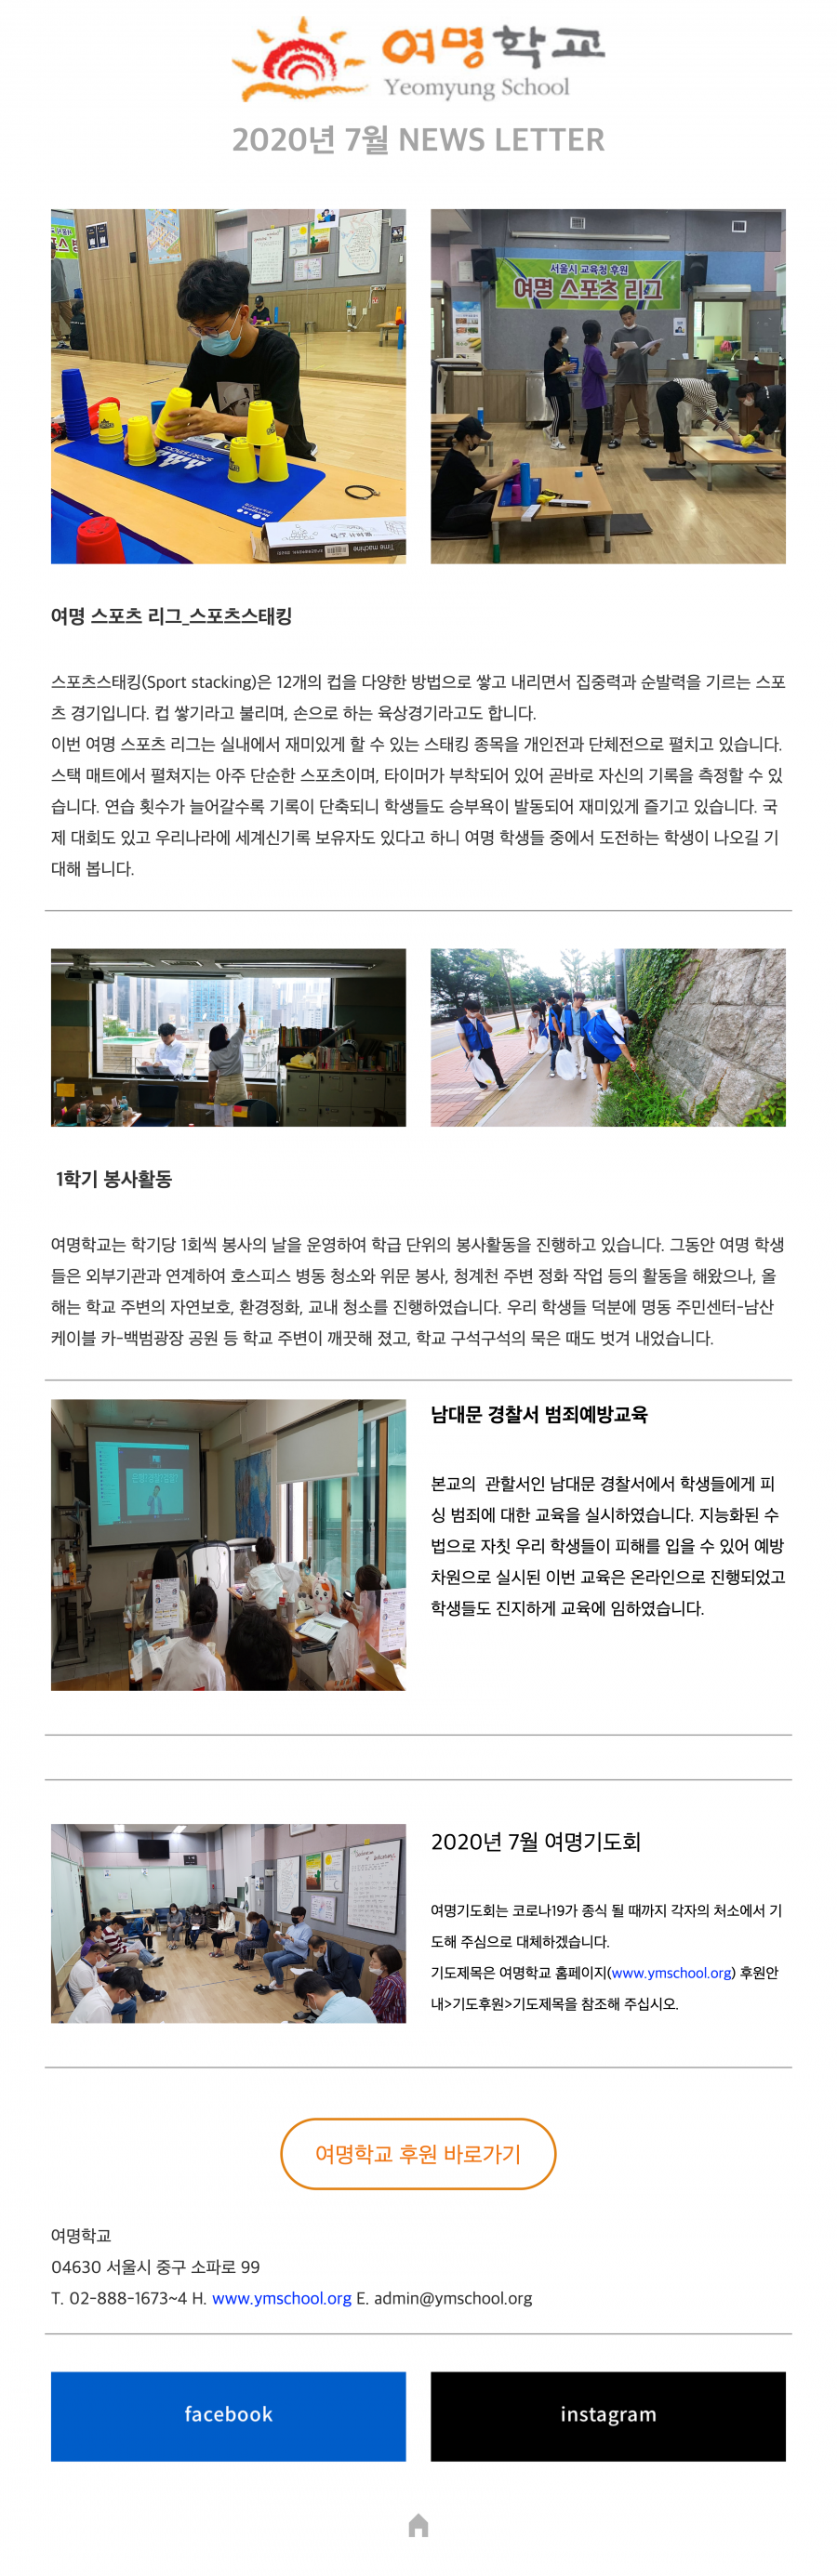 여명학교
Yeomyung School
2020년 7월 NEWS LETTER
서울시 교육청 후원
여명 스포츠 리그
Time machine
여명 스포츠 리그_스포츠스태킹
스포츠스태킹(Sport stacking)은 12개의 컵을 다양한 방법으로 쌓고 내리면서 집중력과 순발력을 기르는 스포
츠 경기입니다. 컵 쌓기라고 불리며, 손으로 하는 육상경기라고도 합니다.
이번 여명 스포츠 리그는 실내에서 재미있게 할 수 있는 스태킹 종목을 개인전과 단체전으로 펼치고 있습니다.
스택 매트에서 펼쳐지는 아주 단순한 스포츠이며, 타이머가 부착되어 있어 곧바로 자신의 기록을 측정할 수 있
습니다. 연습 횟수가 늘어갈수록 기록이 단축되니 학생들도 승부욕이 발동되어 재미있게 즐기고 있습니다. 국
제 대회도 있고 우리나라에 세계신기록 보유자도 있다고 하니 여명 학생들 중에서 도전하는 학생이 나오길 기
대해 봅니다.
1학기 봉사활동
여명학교는 학기당 1회씩 봉사의 날을 운영하여 학급 단위의 봉사활동을 진행하고 있습니다. 그동안 여명 학생
들은 외부기관과 연계하여 호스피스 병동 청소와 위문 봉사, 청계천 주변 정화 작업 등의 활동을 해왔으나, 올
해는 학교 주변의 자연보호, 환경정화, 교내 청소를 진행하였습니다. 우리 학생들 덕분에 명동 주민센터-남산
케이블 카-백범광장 공원 등 학교 주변이 깨끗해 졌고, 학교 구석구석의 묵은 때도 벗겨 내었습니다.
남대문 경찰서 범죄예방교육
본교의  관할서인 남대문 경찰서에서 학생들에게 피
싱 범죄에 대한 교육을 실시하였습니다. 지능화된 수
법으로 자칫 우리 학생들이 피해를 입을 수 있어 예방
차원으로 실시된 이번 교육은 온라인으로 진행되었고
학생들도 진지하게 교육에 임하였습니다.
2020년 7월 여명기도회
여명기도회는 코로나19가 종식 될 때까지 각자의 처소에서 기
도해 주심으로 대체하겠습니다.
기도제목은 여명학교 홈페이지(www.ymschool.org) 후원안
내>기도후원>기도제목을 참조해 주십시오.
여명학교 후원 바로가기
여명학교
04630 서울시 중구 소파로 99
T. 02-888-1673~4 H. www.ymschool.org E. admin@ymschool.org
facebook
instagram